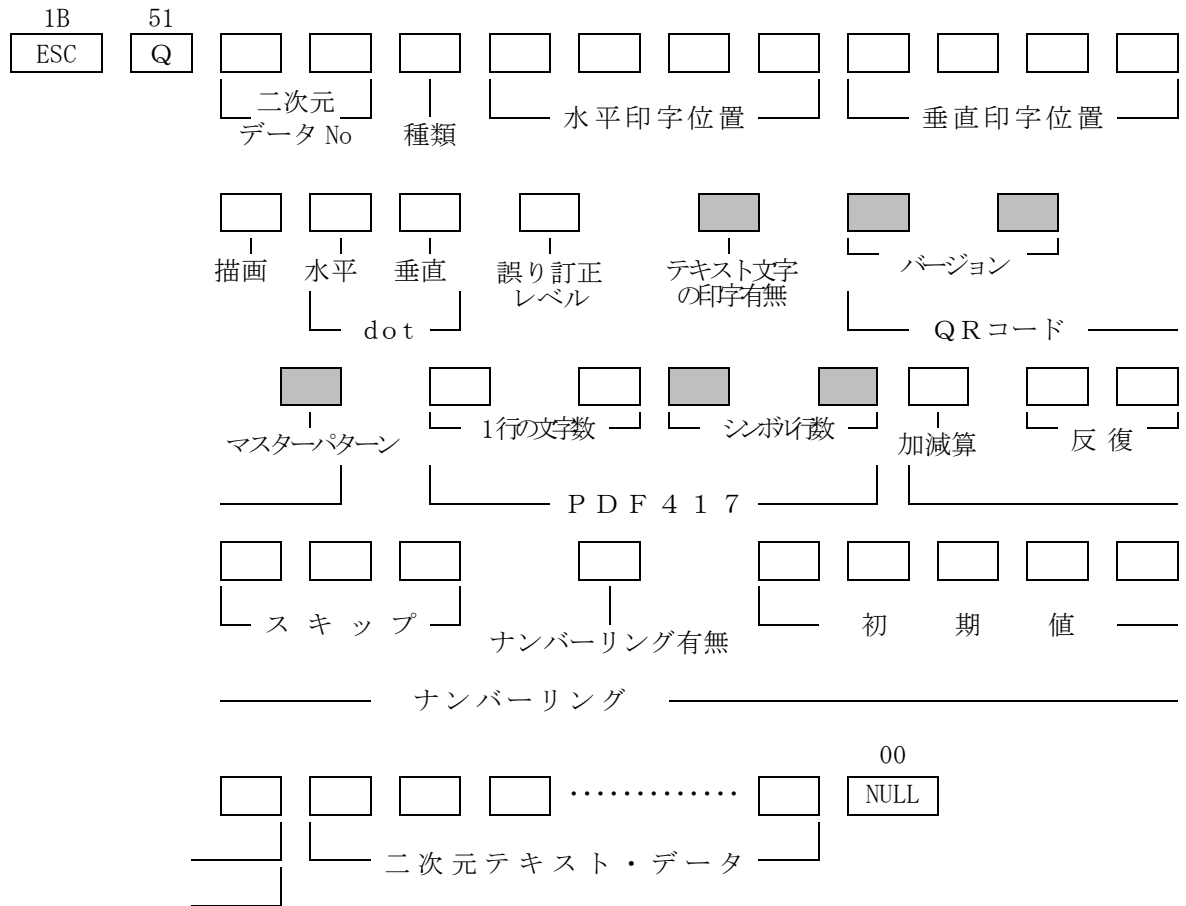 1B 51
ESC Q
二次元
データ No 種類 水平印字位置 垂直印字位置
描画 水平 垂直 誤り訂正 テキスト文字 バージョン
レベル の印字有無
dot QRコード
マスターパターン 1行の文字数 シンボル行数 加減算 反復
PDF417
スキップ ナンバーリング有無 初期値
ナンバーリング
00
・・・・・・・・・・・・・ NULL
二次元テキスト・データ